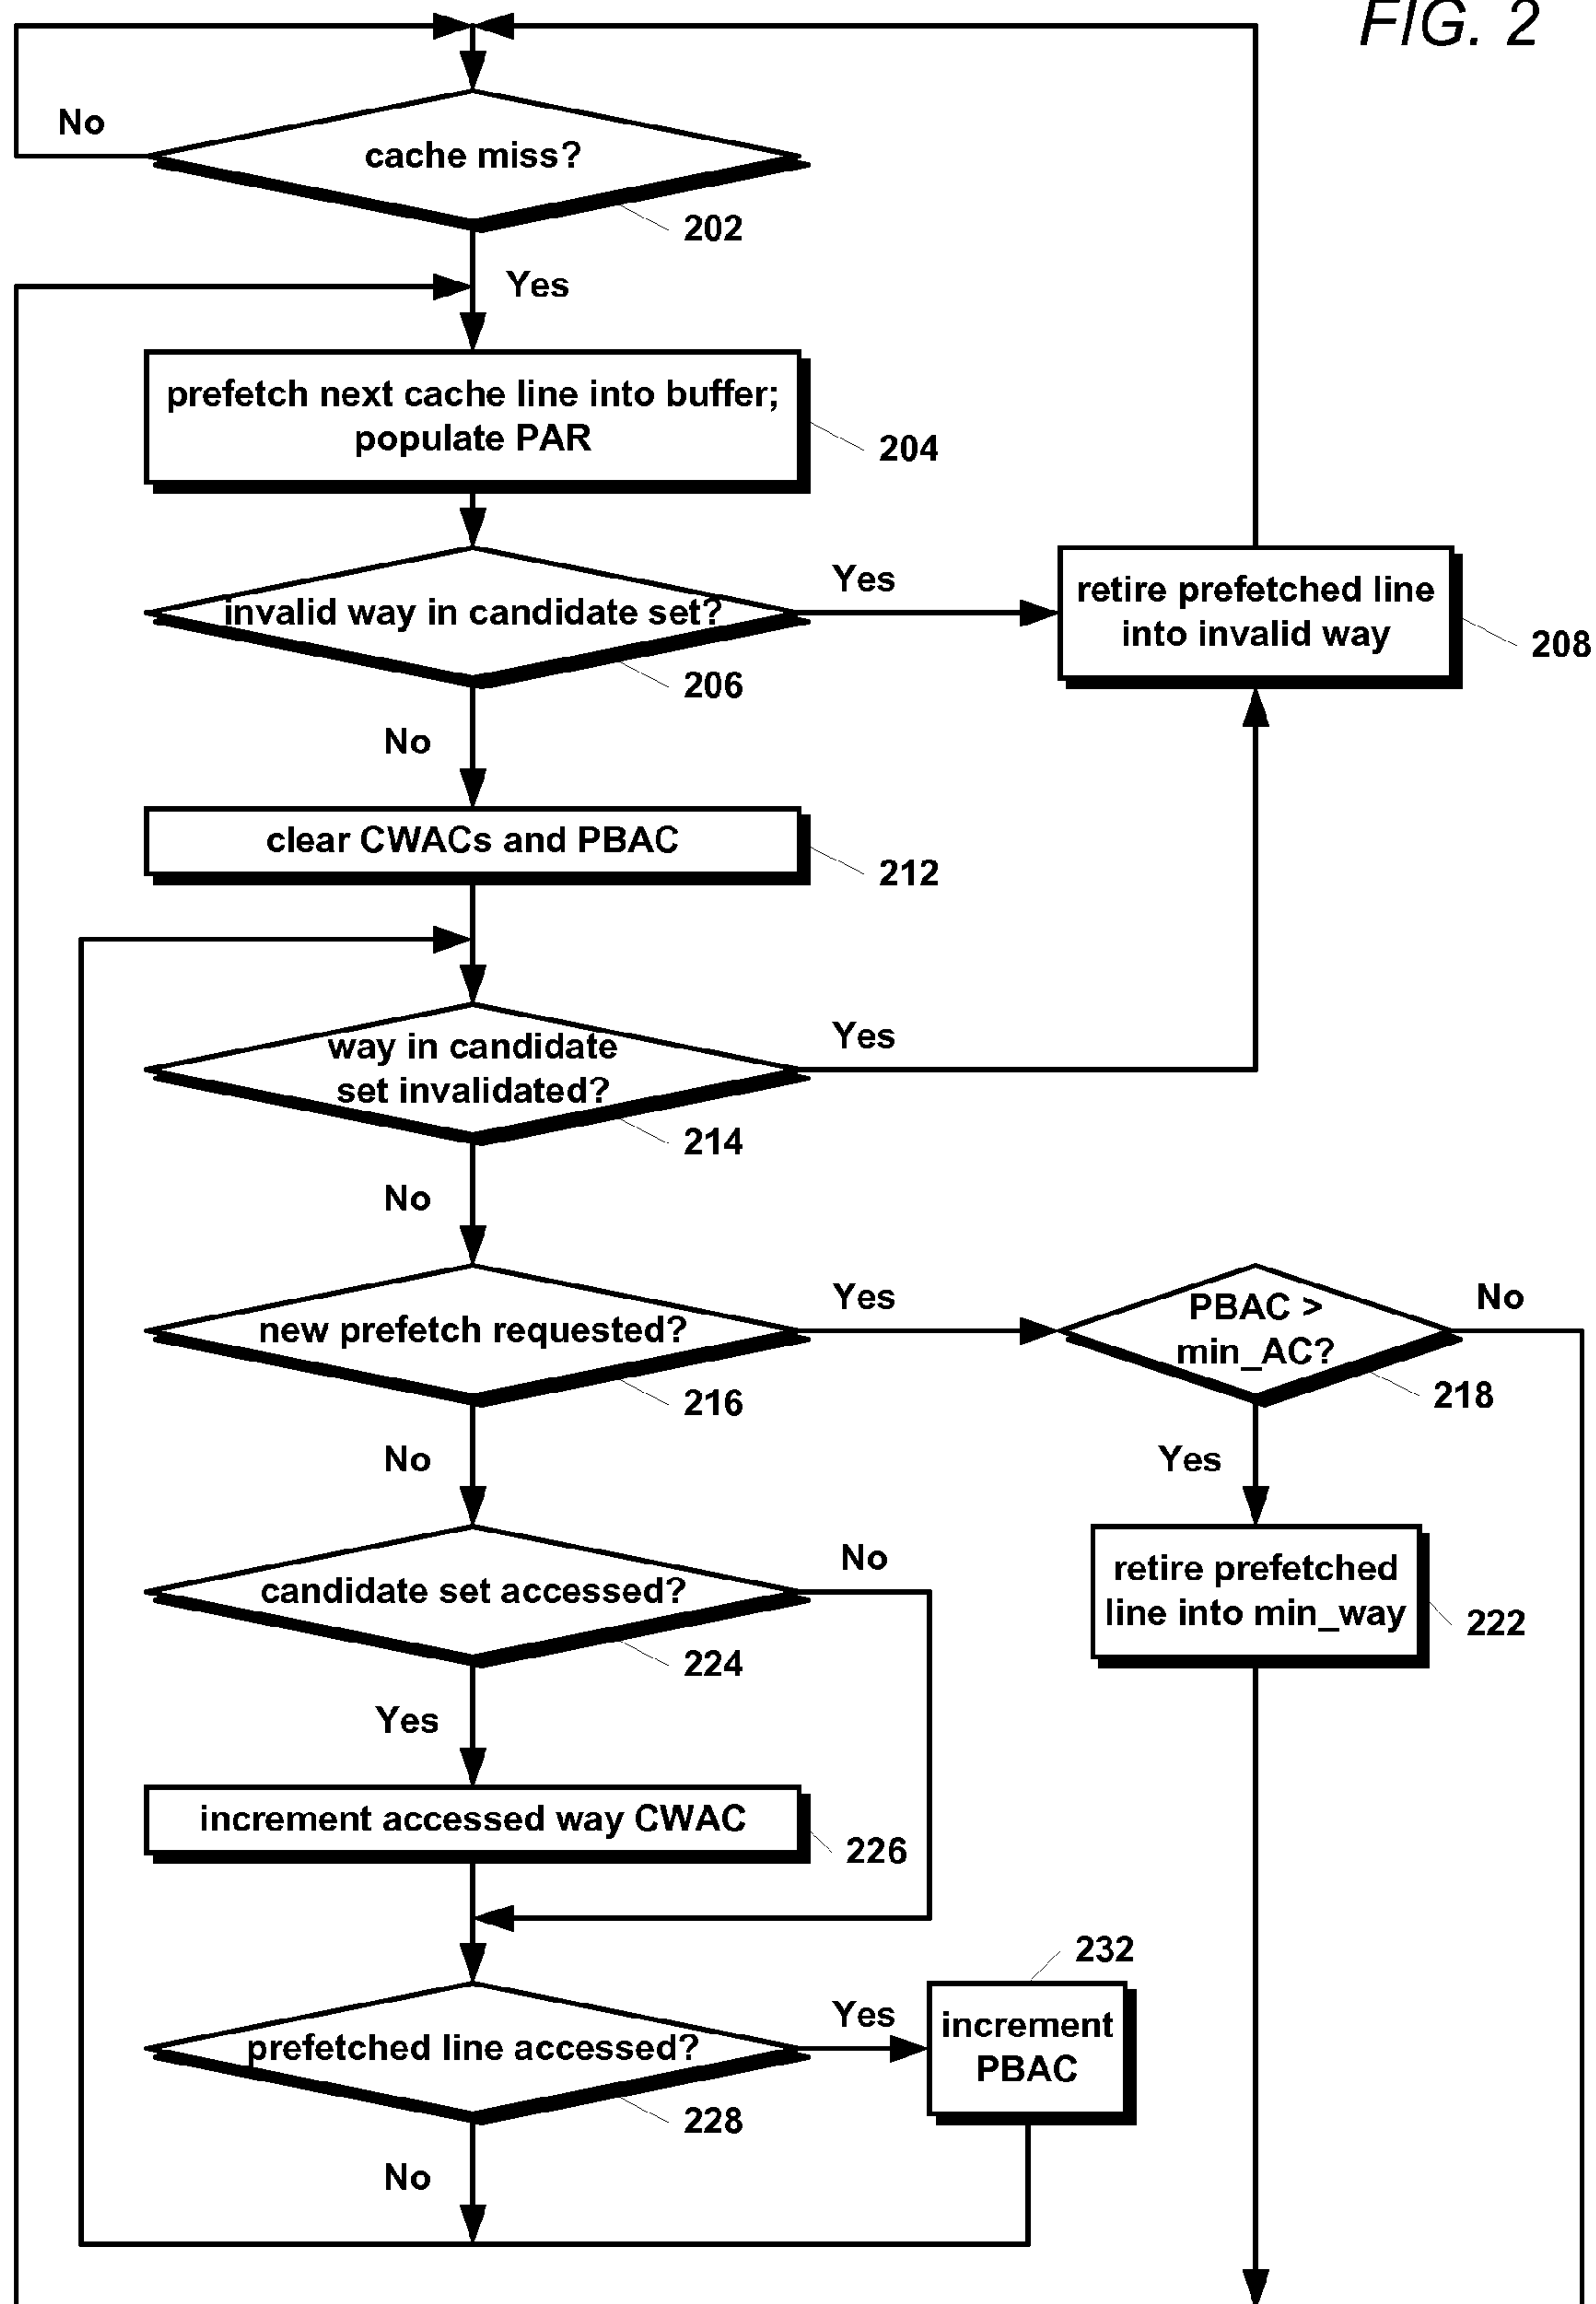 FIG. 2
No
cache miss?
202
Yes
prefetch next cache line into buffer;
populate PAR
204
invalid way in candidate set?
206
Yes
retire prefetched line
into invalid way
208
No
clear CWACs and PBAC
212
way in candidate
set invalidated?
214
Yes
No
new prefetch requested?
216
Yes
PBAC >
min_AC?
218
No
Yes
retire prefetched
line into min_way
222
No
candidate set accessed?
224
No
Yes
increment accessed way CWAC
226
prefetched line accessed?
228
Yes
232
increment
PBAC
No